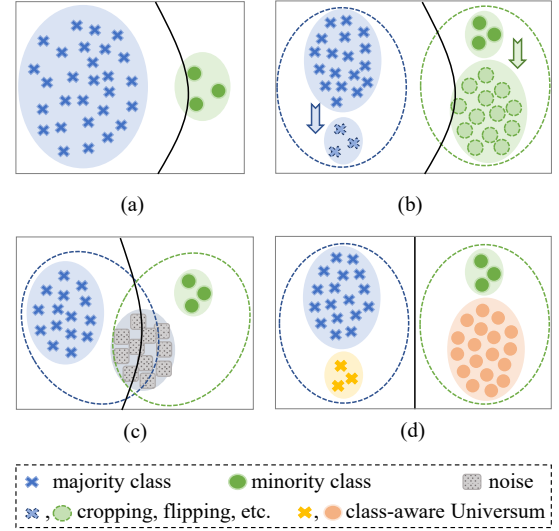 (a)
(b)
(c)
(d)
majority class
minority class
noise
, cropping, flipping, etc.
, class-aware Universum